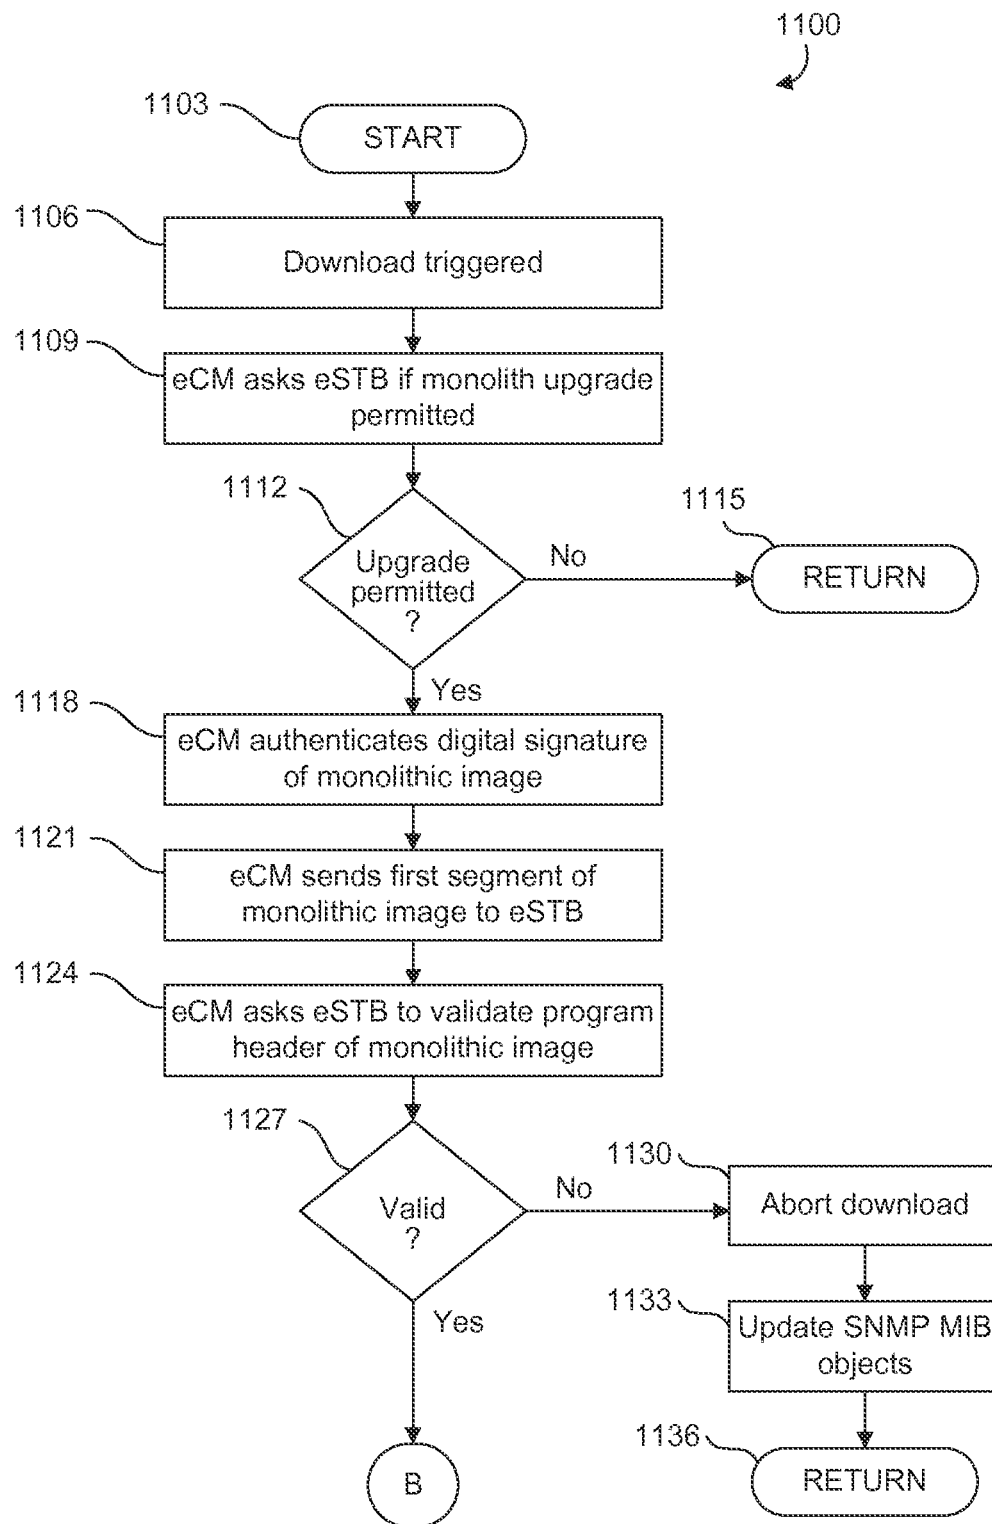 1100
1103
START
1106
Download triggered
1109
eCM asks eSTB if monolith upgrade
permitted
1112
Upgrade
permitted
?
No
1115
RETURN
Yes
1118
eCM authenticates digital signature
of monolithic image
1121
eCM sends first segment of
monolithic image to eSTB
1124
eCM asks eSTB to validate program
header of monolithic image
1127
Valid
?
No
1130
Abort download
Yes
1133
Update SNMP MIB
objects
1136
RETURN
B